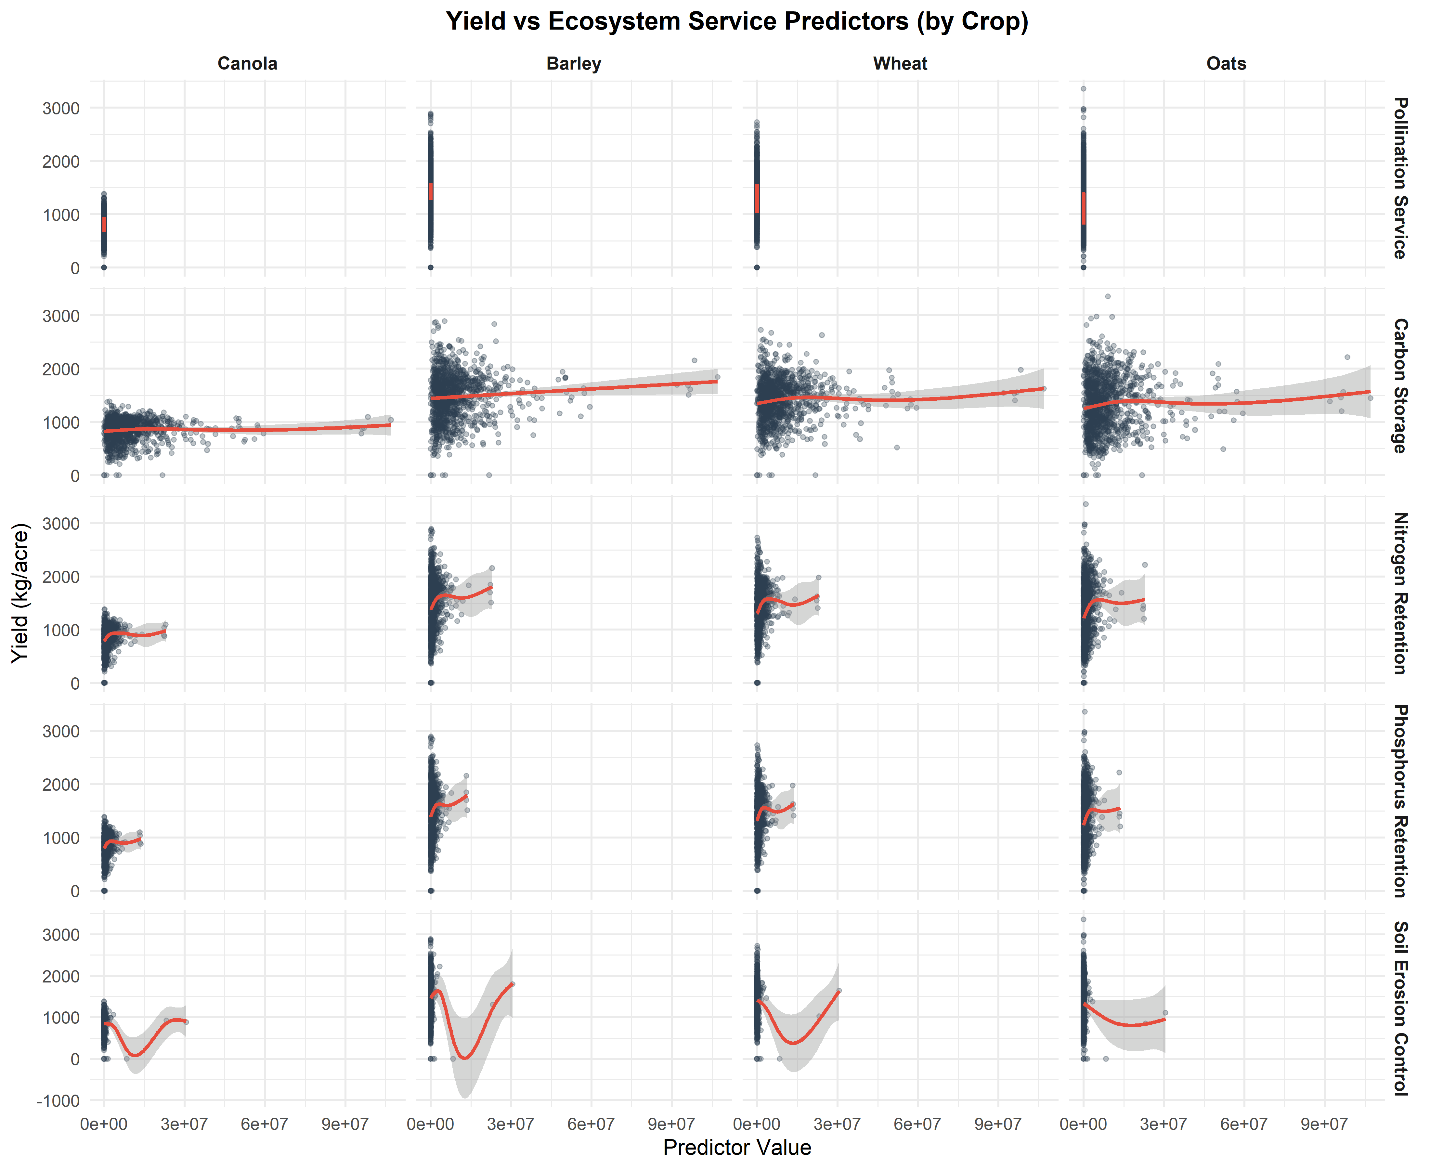 Yield vs Ecosystem Service Predictors (by Crop)
Canola Barley Wheat Oats
3000
2000
1000
0
Pollination Service
3000
2000
1000
0
Carbon Storage
3000
2000
1000
0
Nitrogen Retention
3000
2000
1000
0
Phosphorus Retention
3000
2000
1000
0
-1000
Soil Erosion Control
Yield (kg/acre)
0e+00 3e+07 6e+07 9e+07 0e+00 3e+07 6e+07 9e+07 0e+00 3e+07 6e+07 9e+07 0e+00 3e+07 6e+07 9e+07
Predictor Value